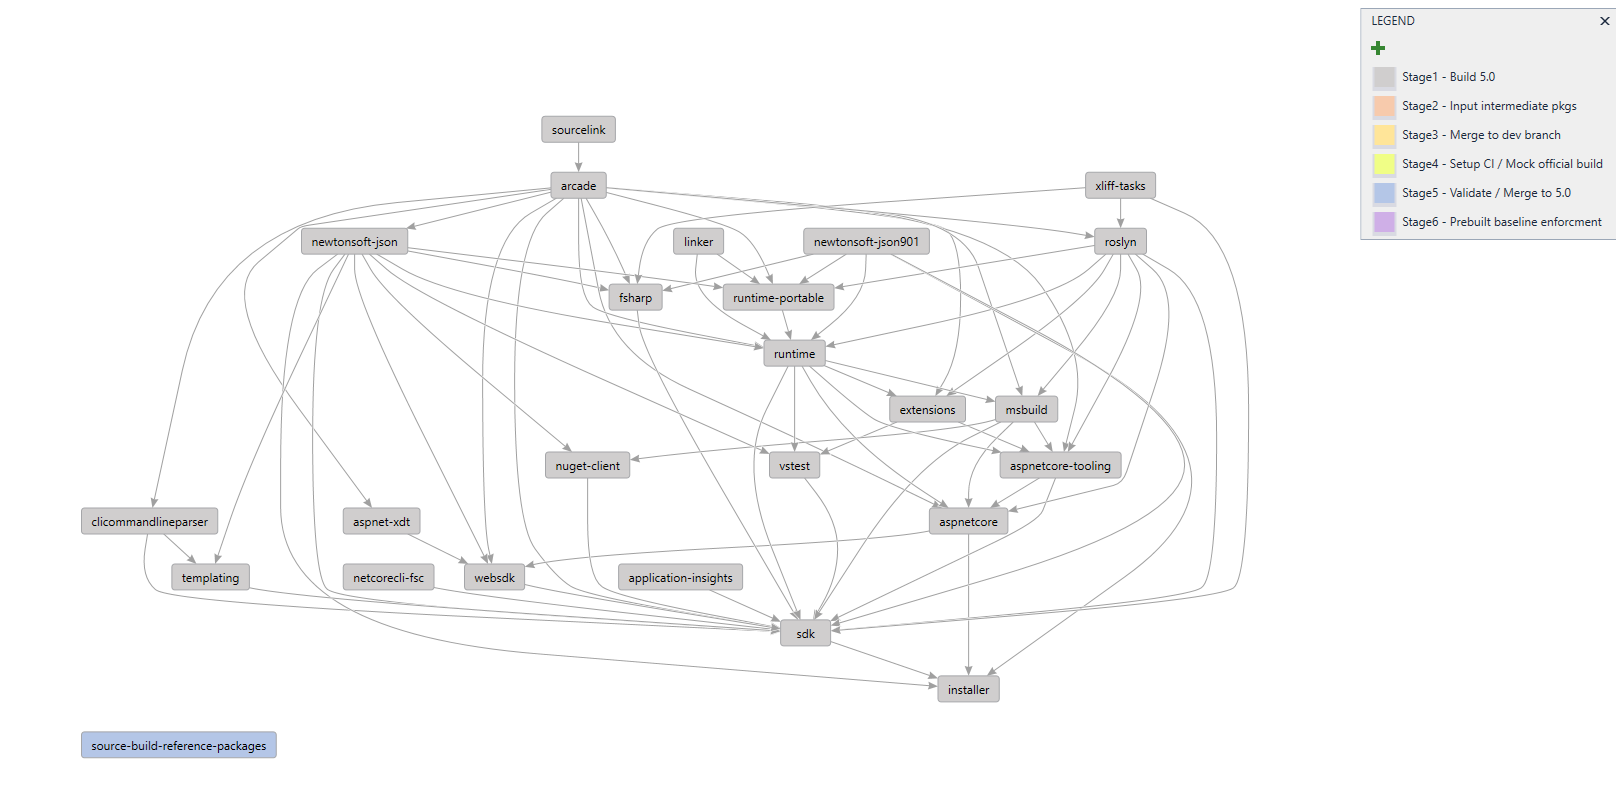 LEGEND
Stage1 - Build 5.0
Stage2 - Input intermediate pkgs
Stage3 - Merge to dev branch
Stage4 - Setup CI / Mock official build
Stage5 - Validate / Merge to 5.0
Stage6 - Prebuilt baseline enforcment
sourcelink
arcade
xliff-tasks
newtonsoft-json
linker
newtonsoft-json901
roslyn
fsharp
runtime-portable
runtime
extensions
msbuild
nuget-client
vstest
aspnetcore-tooling
clicommandlineparser
aspnet-xdt
aspnetcore
templating
netcorecli-fsc
websdk
application-insights
sdk
installer
source-build-reference-packages